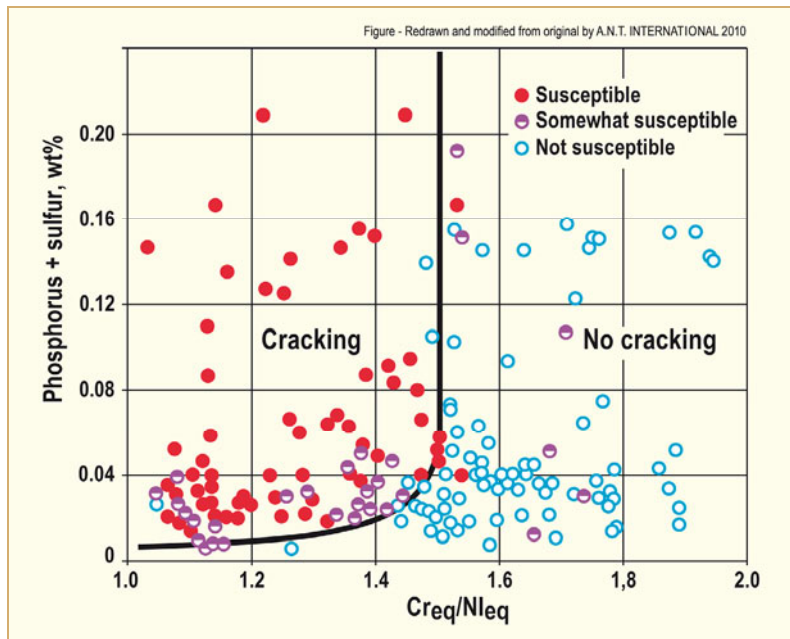 Figure - Redrawn and modified from original by A.N.T. INTERNATIONAL 2010
Susceptible
Somewhat susceptible
Not susceptible
Phosphorus + sulfur, wt%
0.20
0.16
0.12
0.08
0.04
0
Cracking
No cracking
1.0 1.2 1.4 1.6 1,8 2.0
Creq/NIeq